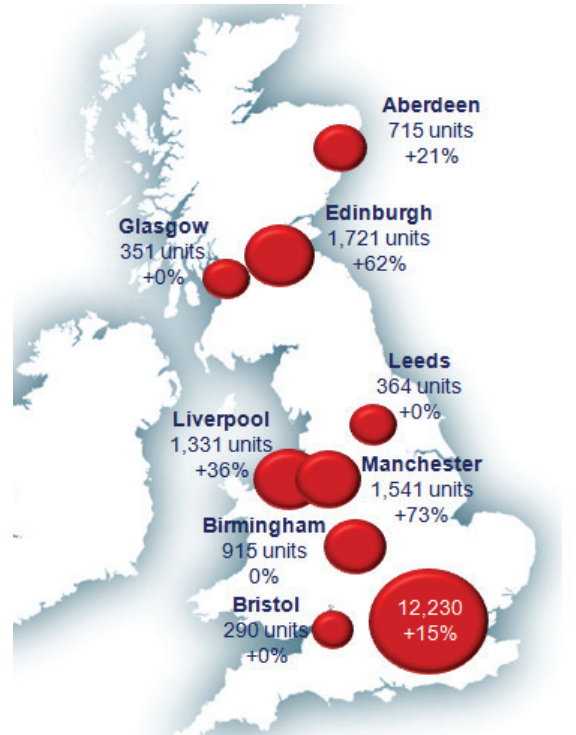 Aberdeen
715 units
+21%
Edinburgh
1,721 units
+62%
Glasgow
351 units
+0%
Leeds
364 units
+0%
Liverpool
1,331 units
+36%
Manchester
1,541 units
+73%
Birmingham
915 units
0%
Bristol
290 units
+0%
12,230
+15%